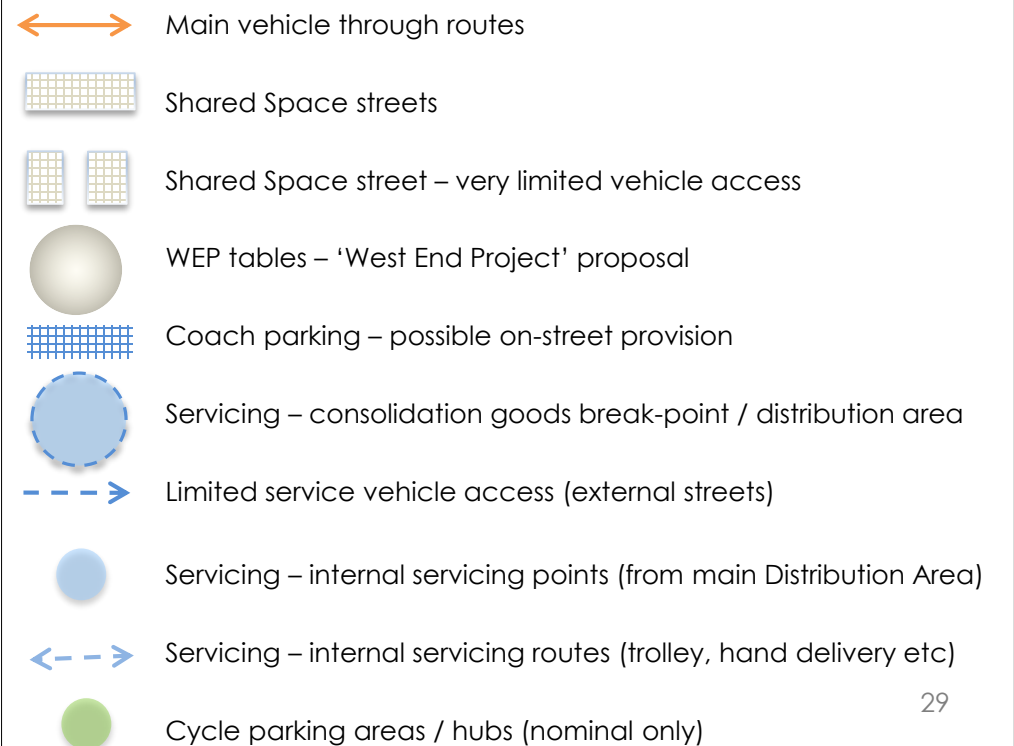 Main vehicle through routes
Shared Space streets
Shared Space street – very limited vehicle access
WEP tables – ‘West End Project’ proposal
Coach parking – possible on-street provision
Servicing – consolidation goods break-point / distribution area
Limited service vehicle access (external streets)
Servicing – internal servicing points (from main Distribution Area)
Servicing – internal servicing routes (trolley, hand delivery etc)
29
Cycle parking areas / hubs (nominal only)